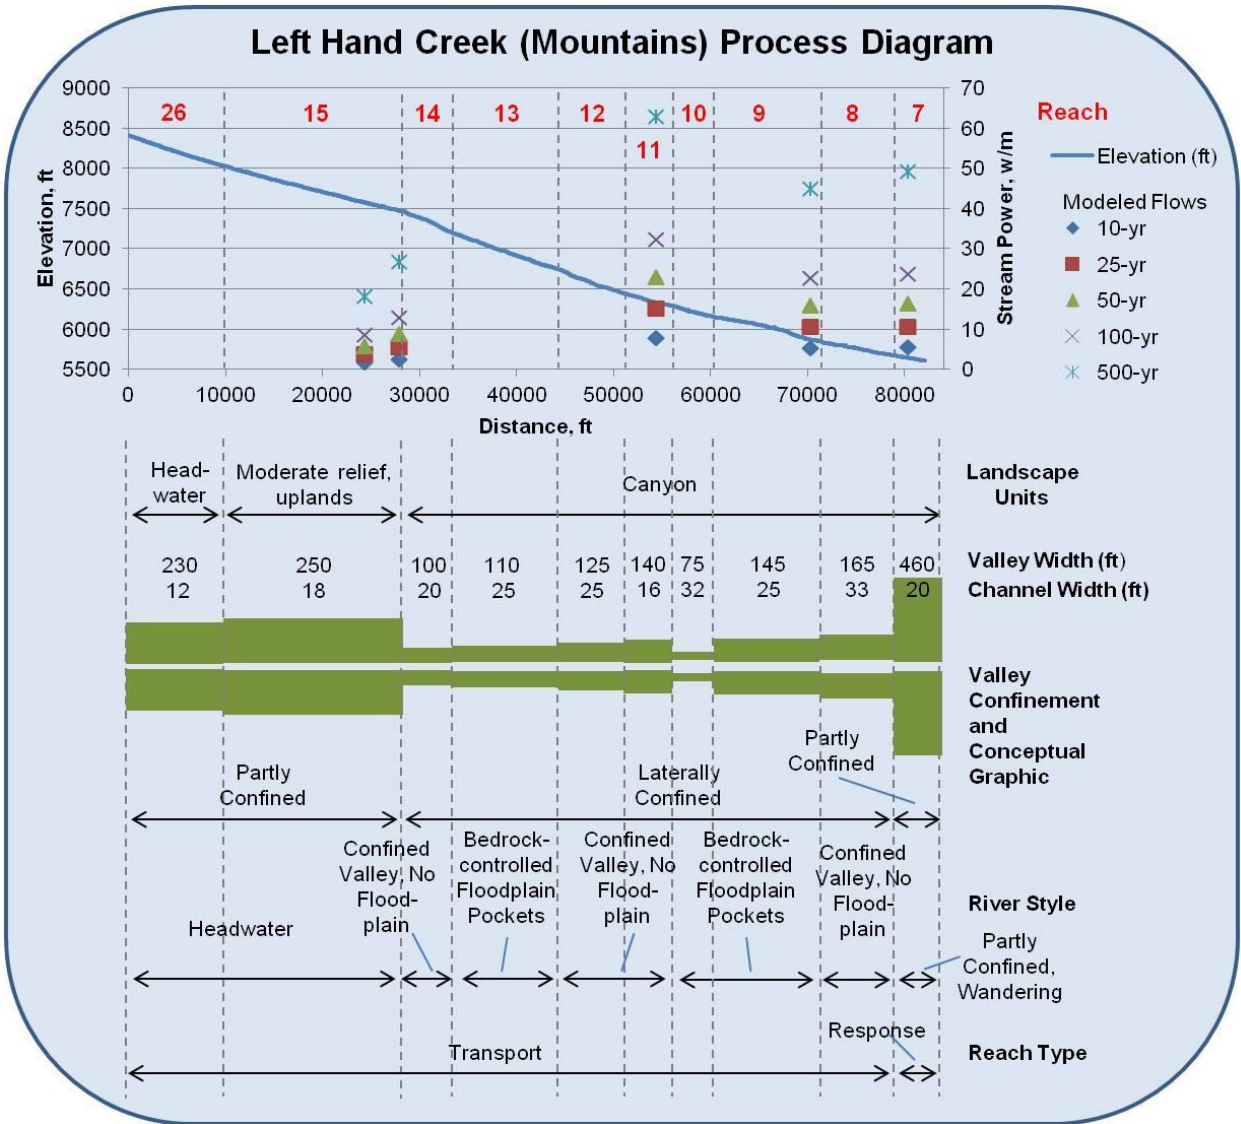 Left Hand Creek (Mountains) Process Diagram
9000
8500
8000
7500
7000
6500
6000
5500
Elevation, ft
26 15 14 13 12 10 9 8 7
11
70
60
50
40
30
20
10
0
Stream Power, w/m
0 10000 20000 30000 40000 50000 60000 70000 80000
Distance, ft
Reach
Elevation (ft)
Modeled Flows
10-yr
25-yr
50-yr
100-yr
500-yr
Head-
water
Moderate relief,
uplands
Canyon
Landscape
Units
230 250 100 110 125 140 75 145 165 460 Valley Width (ft)
12 18 20 25 25 16 32 25 33 20 Channel Width (ft)
Valley
Confinement
and
Conceptual
Graphic
Partly
Confined
Laterally
Confined
Partly
Confined
Headwater
Confined
Valley, No
Flood-
plain
Bedrock-
controlled
Floodplain
Pockets
Confined
Valley, No
Flood-
plain
Bedrock-
controlled
Floodplain
Pockets
Confined
Valley, No
Flood-
plain
Partly
Confined,
Wandering
River Style
Transport
Response
Reach Type